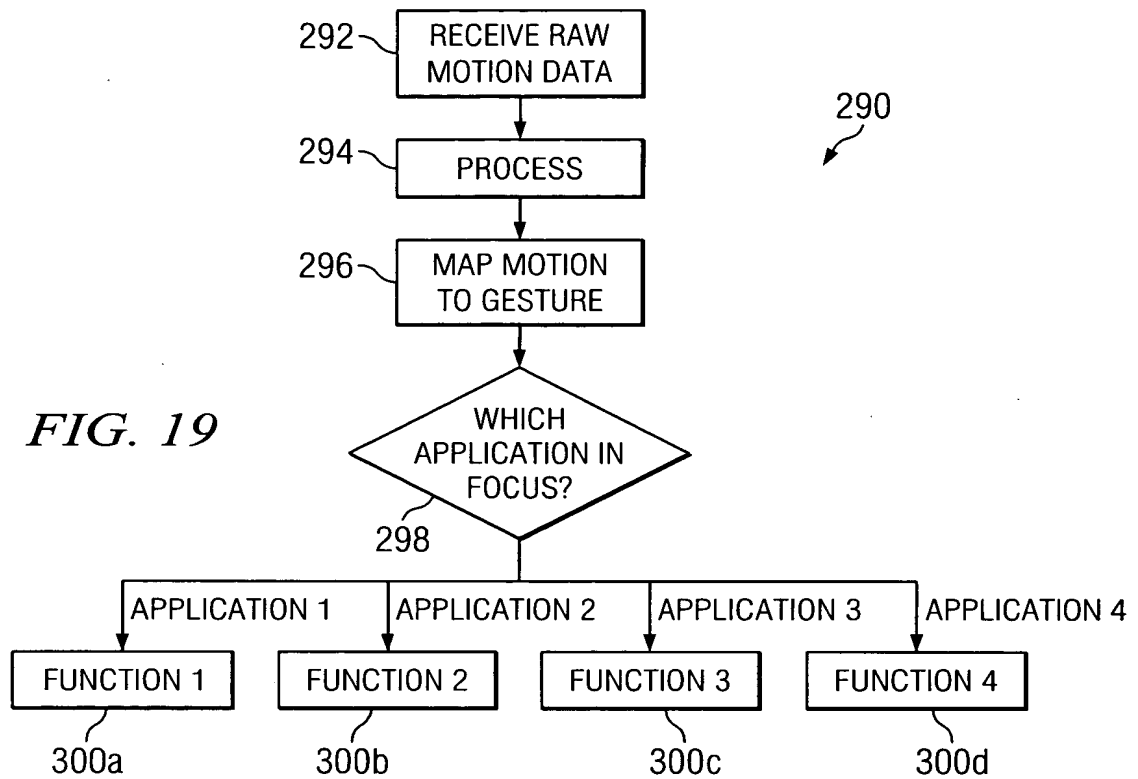 292
RECEIVE RAW
MOTION DATA
290
294
PROCESS
296
MAP MOTION
TO GESTURE
FIG. 19
WHICH
APPLICATION IN
FOCUS?
298
APPLICATION 1
APPLICATION 2
APPLICATION 3
APPLICATION 4
FUNCTION 1
FUNCTION 2
FUNCTION 3
FUNCTION 4
300a
300b
300c
300d